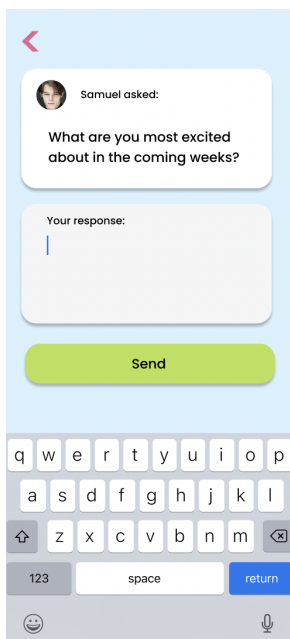 Samuel asked:
What are you most excited
about in the coming weeks?
Your response:
Send
q w e r t y u i o p
a s d f g h j k l
z x c v b n m
123 space return